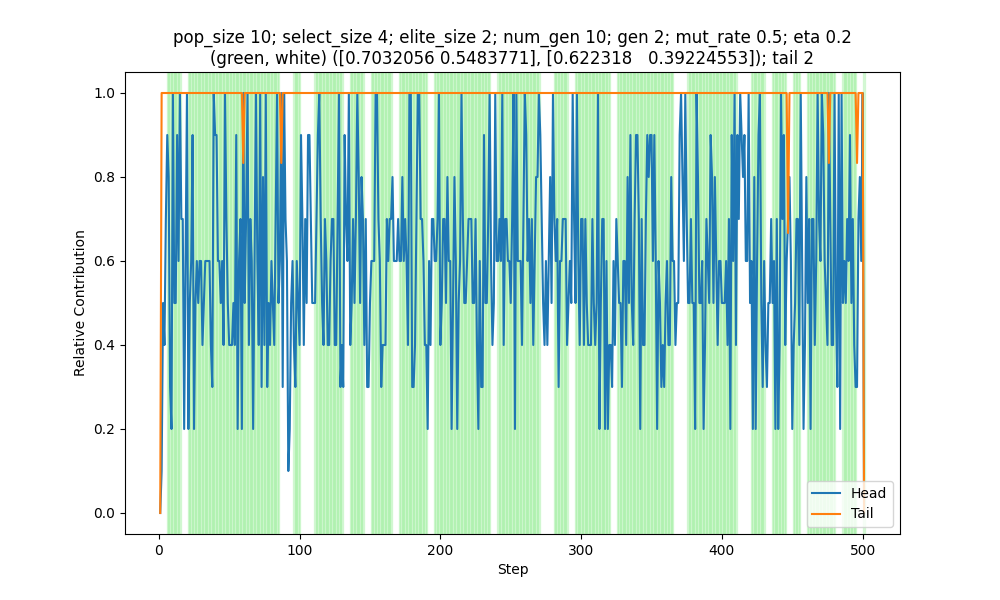 pop_size 10; select_size 4; elite_size 2; num_gen 10; gen 2; mut_rate 0.5; eta 0.2
(green, white) ([0.7032056 0.5483771], [0.622318   0.39224553]); tail 2
1.0
0.8
0.6
0.4
0.2
0.0
Relative Contribution
Head
Tail
0 100 200 300 400 500
Step